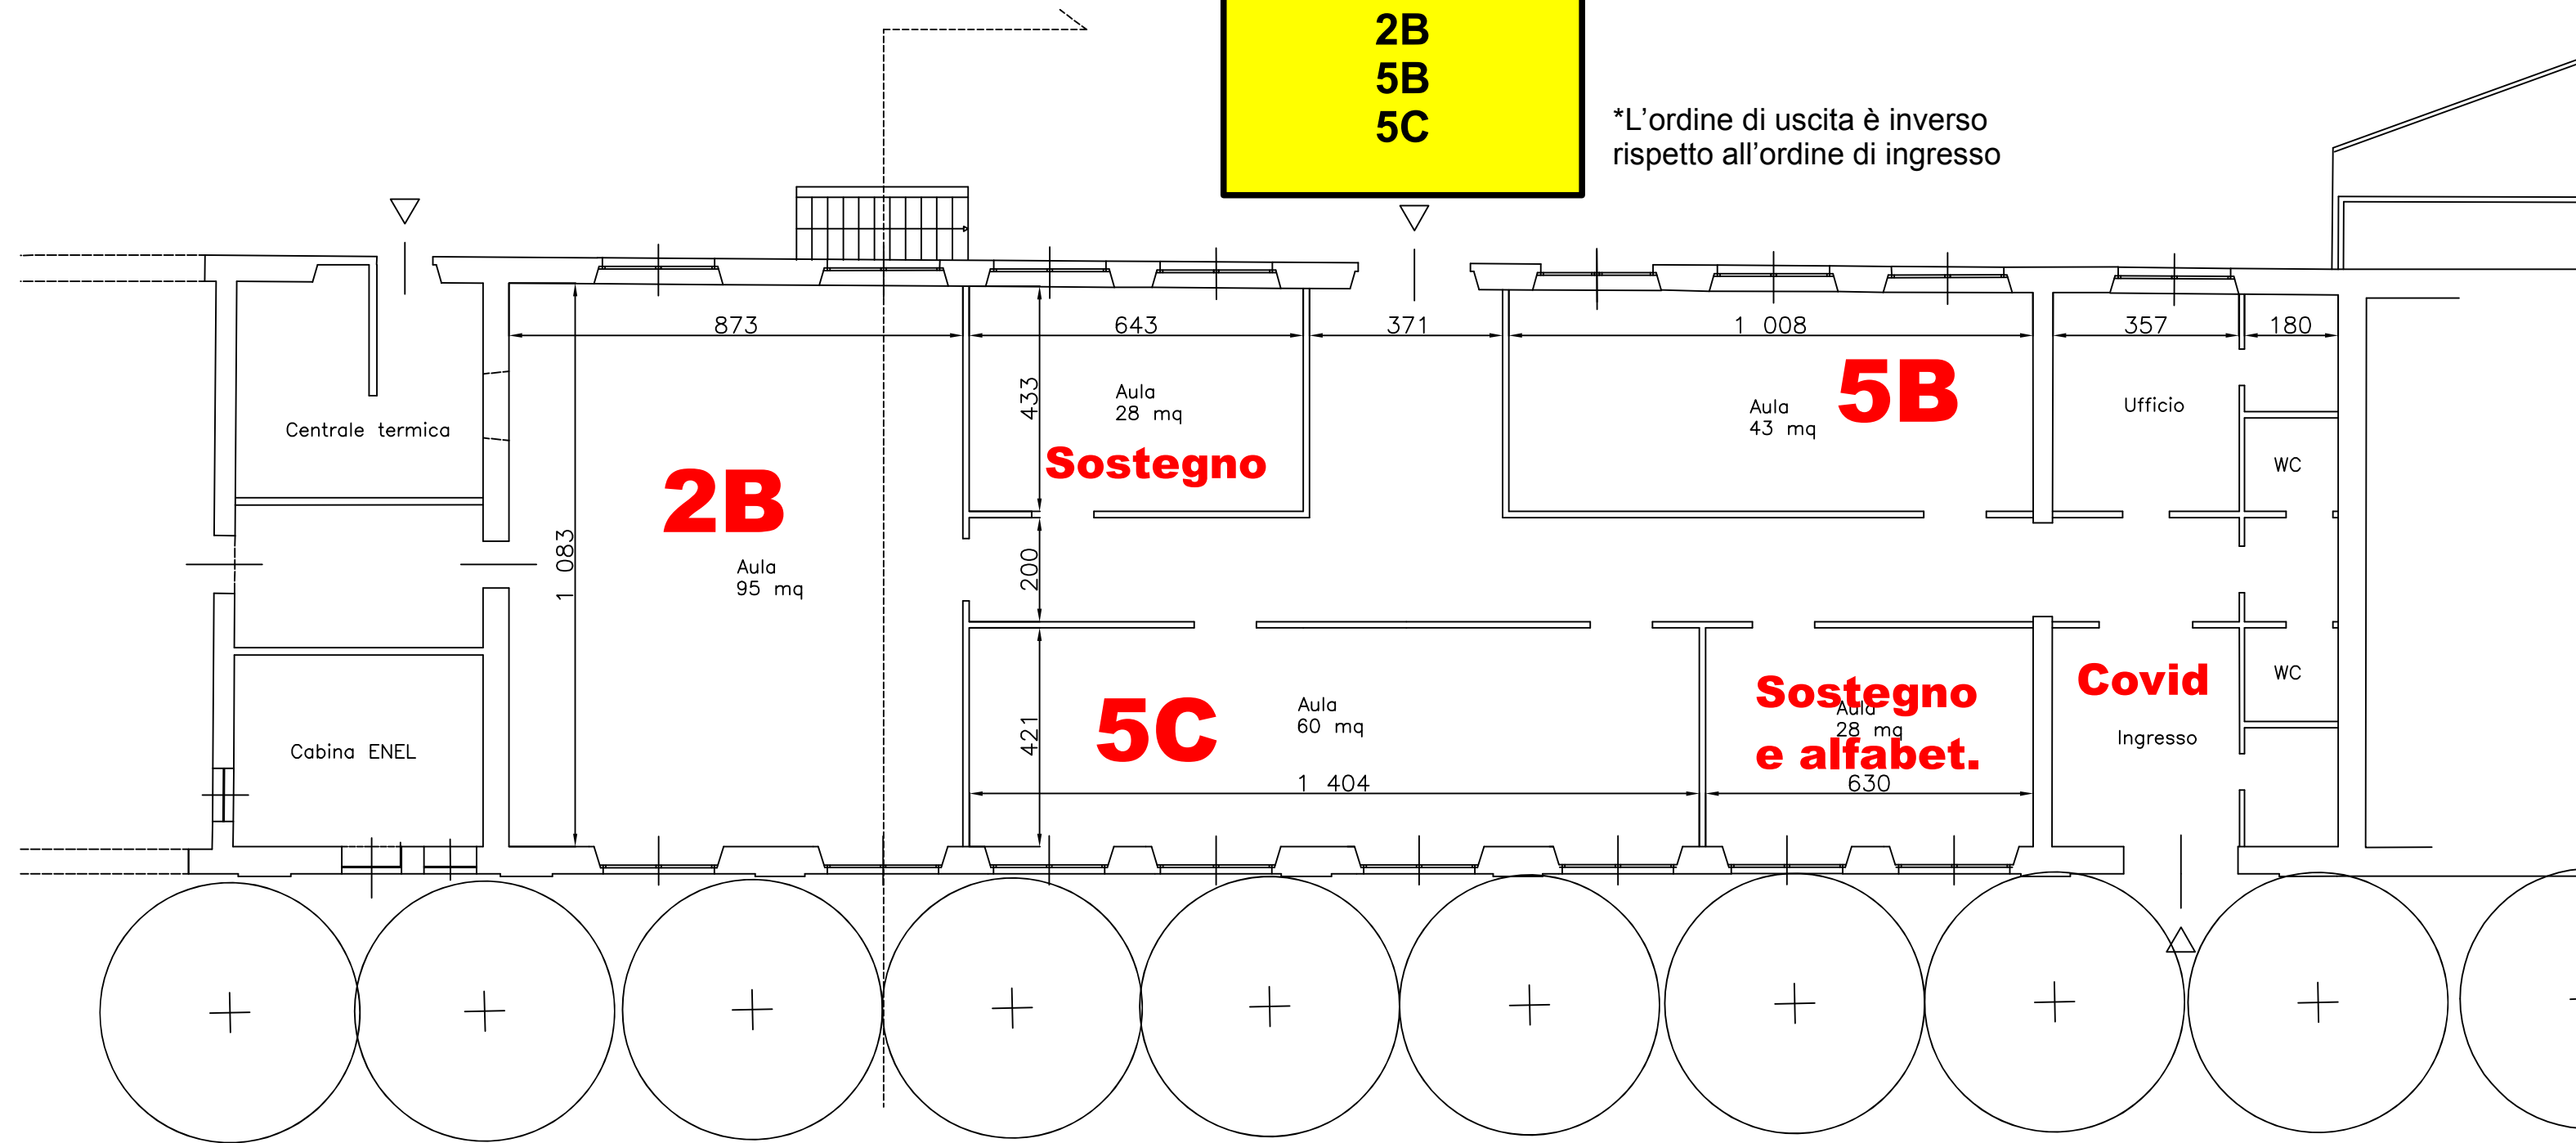 2B
5B
5C
*L’ordine di uscita è inverso
rispetto all’ordine di ingresso
873
643
371
1 008
357
180
433
Aula
28 mq
Sostegno
Aula
43 mq
5B
Ufficio
WC
Centrale termica
2B
Aula
95 mq
1 083
200
421
5C
Aula
60 mq
1 404
Sostegno
Aula
28 mq
e alfabet.
630
Covid
Ingresso
WC
Cabina ENEL